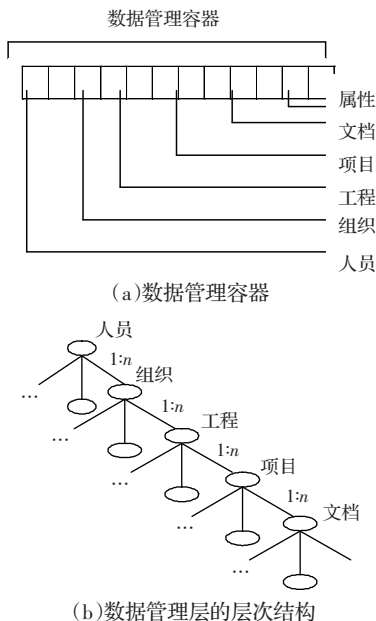 数据管理容器
属性
文档
项目
工程
组织
人员
(a)数据管理容器
人员
1:n
组织
…
1:n
工程
…
1:n
项目
…
1:n
文档
…
…
(b)数据管理层的层次结构